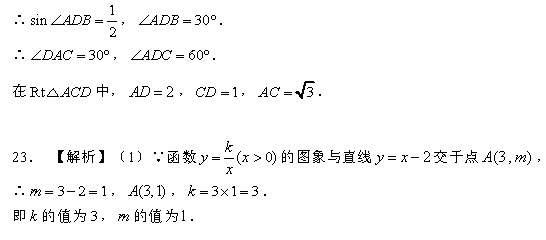 ∴ sin ∠ADB = 1/2，∠ADB = 30°．
∴ ∠DAC = 30°，∠ADC = 60°．
在 Rt△ACD 中，AD = 2，CD = 1，AC = √3．
23．【解析】（1）∵函数 y = k/x (x > 0) 的图象与直线 y = x − 2 交于点 A(3, m)，
∴ m = 3 − 2 = 1，A(3,1)，k = 3×1 = 3．
即 k 的值为 3，m 的值为1．